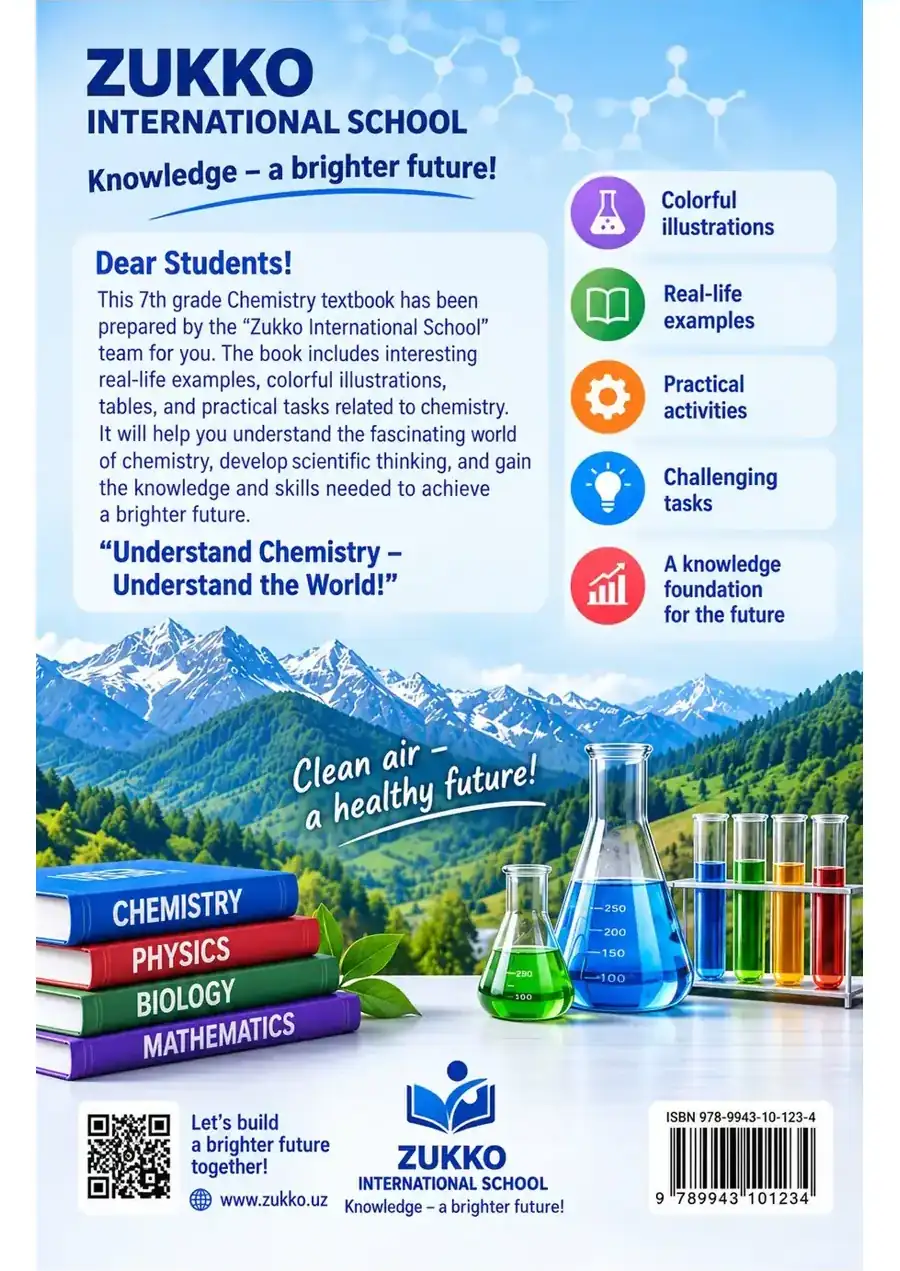 ZUKKO
INTERNATIONAL SCHOOL
Knowledge – a brighter future!
Dear Students!
This 7th grade Chemistry textbook has been
prepared by the “Zukko International School”
team for you. The book includes interesting
real-life examples, colorful illustrations,
tables, and practical tasks related to chemistry.
It will help you understand the fascinating world
of chemistry, develop scientific thinking, and gain
the knowledge and skills needed to achieve
a brighter future.
“Understand Chemistry –
Understand the World!”
Colorful
illustrations
Real-life
examples
Practical
activities
Challenging
tasks
A knowledge
foundation
for the future
Clean air –
a healthy future!
CHEMISTRY
PHYSICS
BIOLOGY
MATHEMATICS
250
200
150
100
100
Let’s build
a brighter future
together!
www.zukko.uz
ZUKKO
INTERNATIONAL SCHOOL
Knowledge – a brighter future!
ISBN 978-9943-10-123-4
9 789943 101234